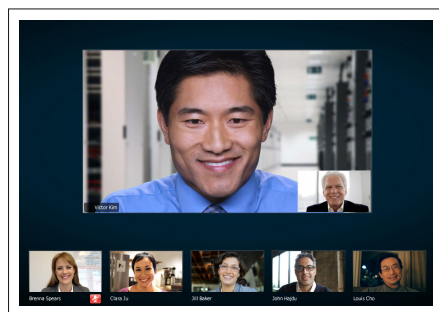 Victor Kim
Brenna Spears
Clara Ju
Jill Baker
John Hajdu
Louis Cho